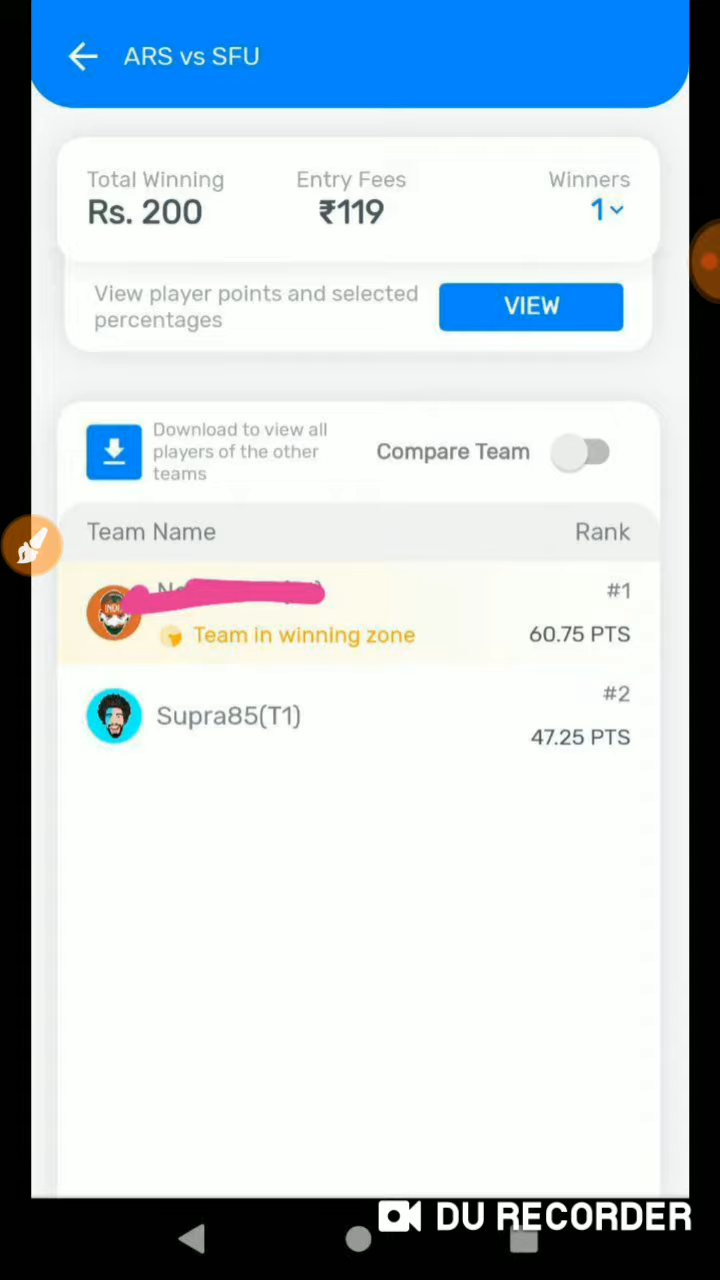 ARS vs SFU
Total Winning Entry Fees Winners
Rs. 200 ₹119 1
View player points and selected
percentages
VIEW
Download to view all
players of the other
teams
Compare Team
Team Name Rank
#1
Team in winning zone 60.75 PTS
#2
Supra85(T1)
47.25 PTS
DU RECORDER